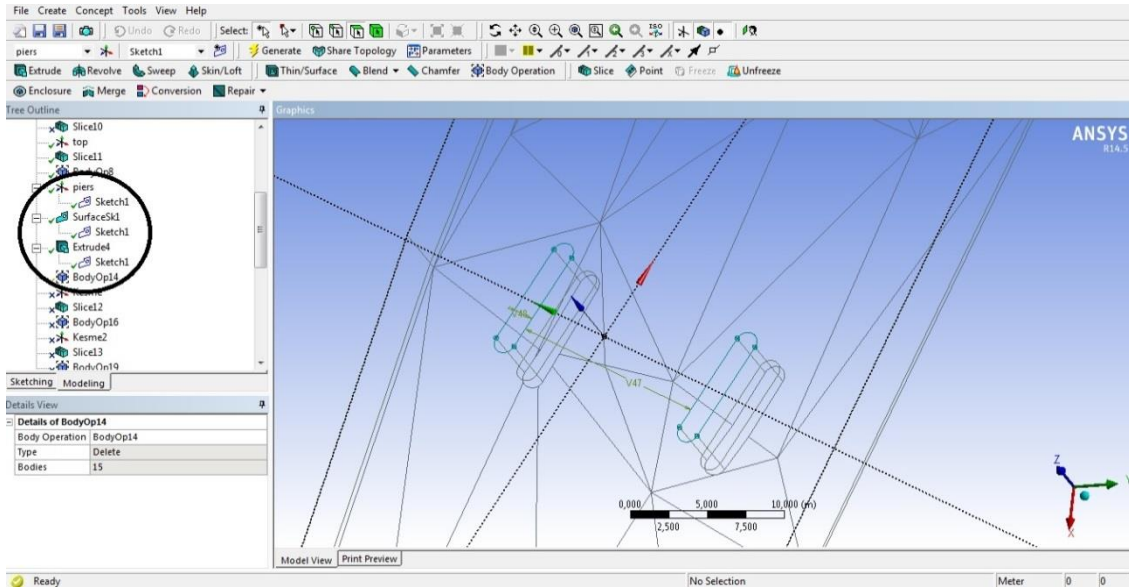 File Create Concept Tools View Help
Undo Redo Select:
piers Sketch1 Generate Share Topology Parameters
Extrude Revolve Sweep Skin/Loft Thin/Surface Blend Chamfer Body Operation Slice Point Freeze Unfreeze
Enclosure Merge Conversion Repair
Tree Outline
Slice10
top
Slice11
BodyOp8
piers
Sketch1
SurfaceSk1
Sketch1
Extrude4
Sketch1
BodyOp14
Kesme
Slice12
BodyOp16
Kesme2
Slice13
BodyOp19
Sketching Modeling
Details View
Details of BodyOp14
Body Operation BodyOp14
Type Delete
Bodies 15
Graphics
ANSYS
R14.5
V47
0,000 5,000 10,000 (m)
2,500 7,500
Z
Y
X
Model View Print Preview
Ready No Selection Meter 0 0